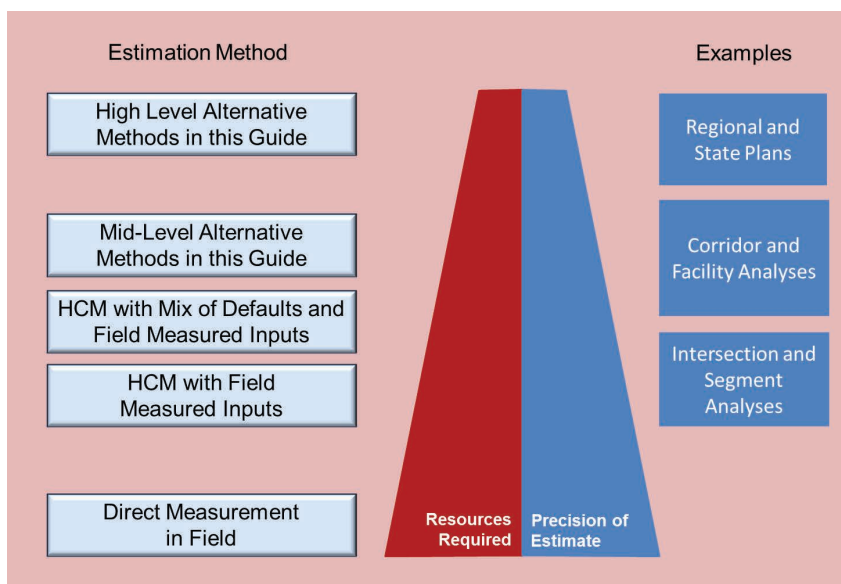 Estimation Method
High Level Alternative
Methods in this Guide
Mid-Level Alternative
Methods in this Guide
HCM with Mix of Defaults and
Field Measured Inputs
HCM with Field
Measured Inputs
Direct Measurement
in Field
Resources
Required
Precision of
Estimate
Examples
Regional and
State Plans
Corridor and
Facility Analyses
Intersection and
Segment
Analyses